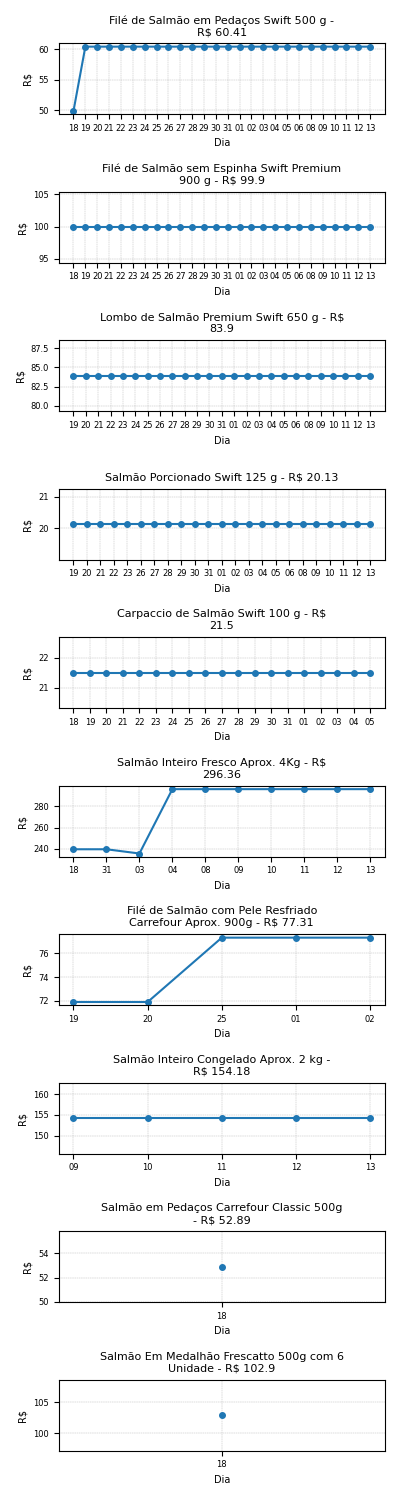 Filé de Salmão em Pedaços Swift 500 g -
R$ 60.41
60
55
50
R$
18 19 20 21 22 23 24 25 26 27 28 29 30 31 01 02 03 04 05 06 08 09 10 11 12 13
Dia
Filé de Salmão sem Espinha Swift Premium
900 g - R$ 99.9
105
100
95
R$
18 19 20 21 22 23 24 25 26 27 28 29 30 31 01 02 03 04 05 06 08 09 10 11 12 13
Dia
Lombo de Salmão Premium Swift 650 g - R$
83.9
87.5
85.0
82.5
80.0
R$
19 20 21 22 23 24 25 26 27 28 29 30 31 01 02 03 04 05 06 08 09 10 11 12 13
Dia
Salmão Porcionado Swift 125 g - R$ 20.13
21
20
R$
19 20 21 22 23 26 27 28 29 30 31 01 02 03 04 05 06 08 09 10 11 12 13
Dia
Carpaccio de Salmão Swift 100 g - R$
21.5
22
21
R$
18 19 20 21 22 23 24 25 26 27 28 29 30 31 01 02 03 04 05
Dia
Salmão Inteiro Fresco Aprox. 4Kg - R$
296.36
280
260
240
R$
18 31 03 04 08 09 10 11 12 13
Dia
Filé de Salmão com Pele Resfriado
Carrefour Aprox. 900g - R$ 77.31
76
74
72
R$
19 20 25 01 02
Dia
Salmão Inteiro Congelado Aprox. 2 kg -
R$ 154.18
160
155
150
R$
09 10 11 12 13
Dia
Salmão em Pedaços Carrefour Classic 500g
- R$ 52.89
54
52
50
R$
18
Dia
Salmão Em Medalhão Frescatto 500g com 6
Unidade - R$ 102.9
105
100
R$
18
Dia